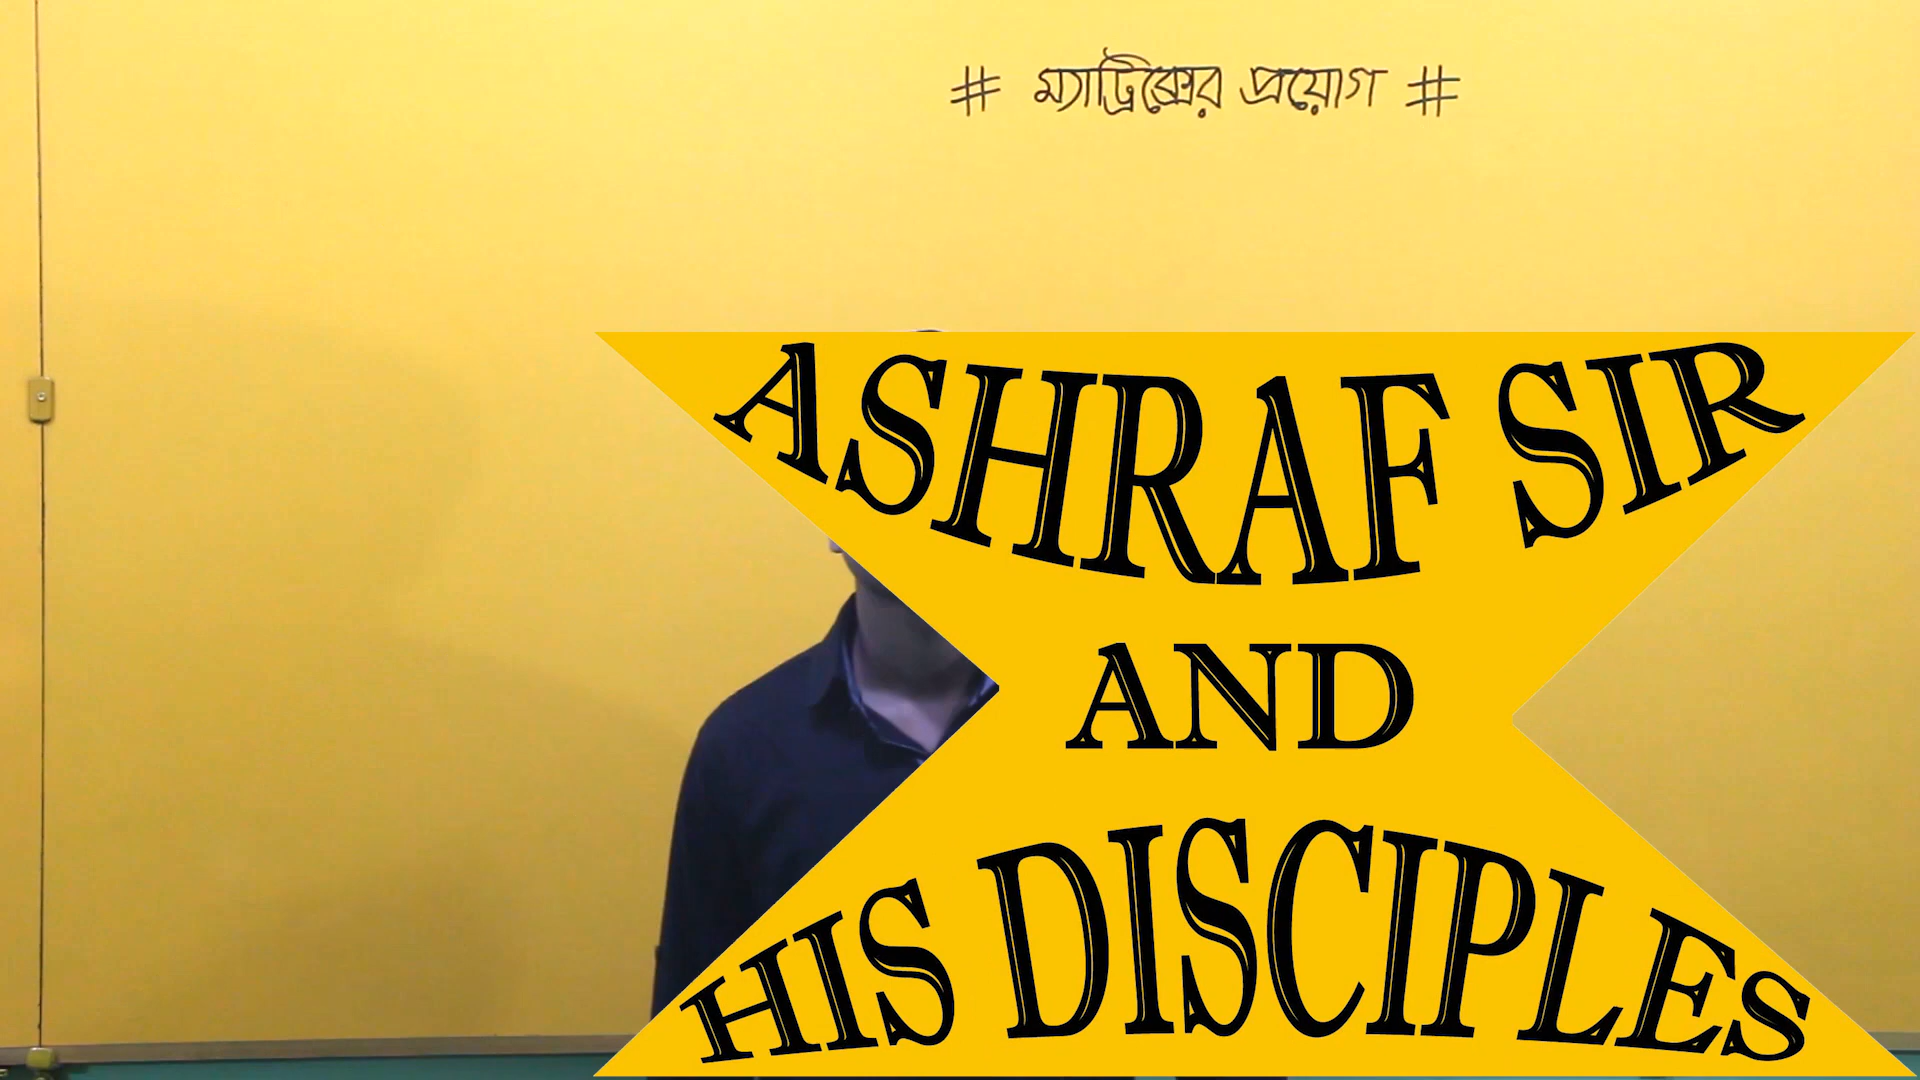 # ম্যাট্রিক্সের প্রয়োগ #
ASHRAF SIR
AND
HIS DISCIPLES